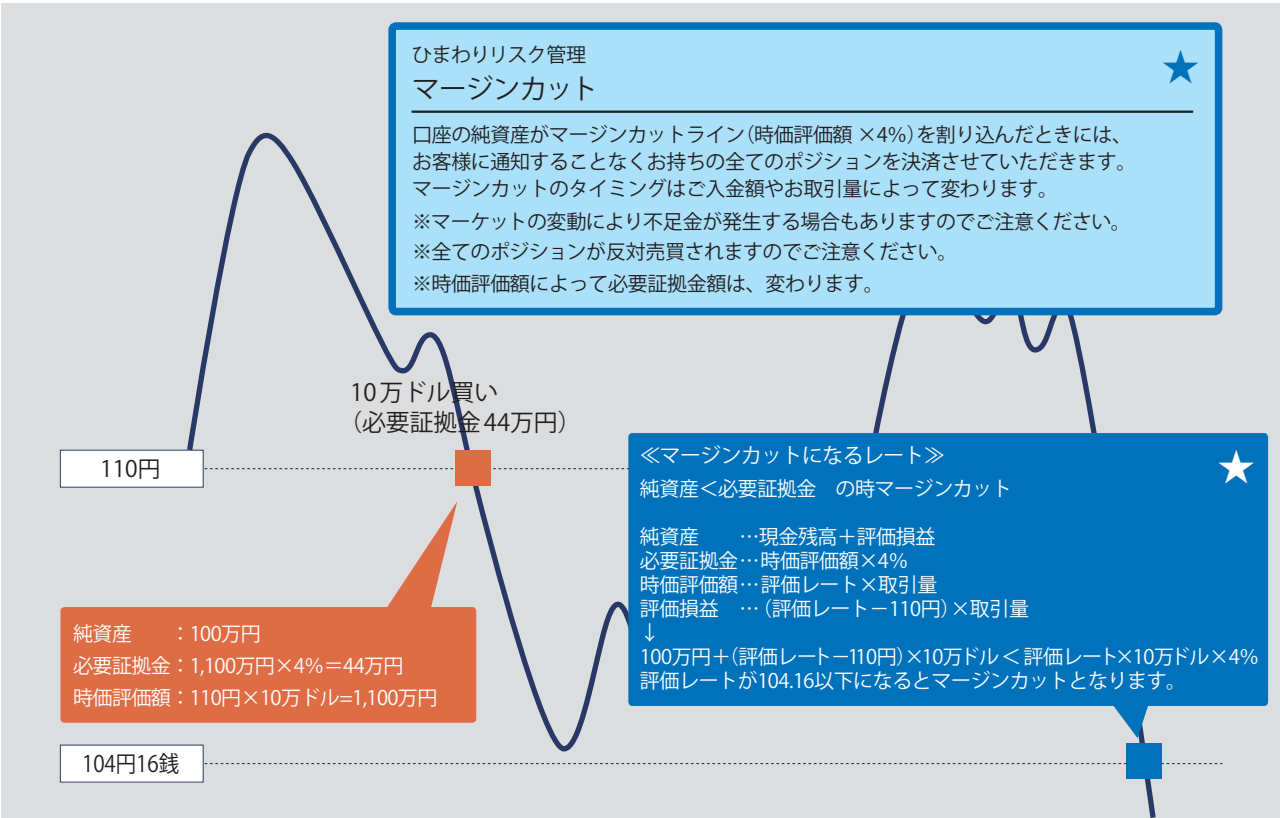 ひまわりリスク管理
マージンカット
口座の純資産がマージンカットライン（時価評価額 ×4%）を割り込んだときには、
お客様に通知することなくお持ちの全てのポジションを決済させていただきます。
マージンカットのタイミングはご入金額やお取引量によって変わります。
※マーケットの変動により不足金が発生する場合もありますのでご注意ください。
※全てのポジションが反対売買されますのでご注意ください。
※時価評価額によって必要証拠金額は、変わります。
10万ドル買い
（必要証拠金44万円）
110円
≪マージンカットになるレート≫
純資産＜必要証拠金　の時マージンカット
純資産　　…現金残高＋評価損益
必要証拠金…時価評価額×4%
時価評価額…評価レート×取引量
評価損益　…（評価レート－110円）×取引量
↓
100万円＋（評価レート－110円）×10万ドル＜評価レート×10万ドル×4%
評価レートが104.16以下になるとマージンカットとなります。
純資産　　：100万円
必要証拠金：1,100万円×4%＝44万円
時価評価額：110円×10万ドル=1,100万円
104円16銭